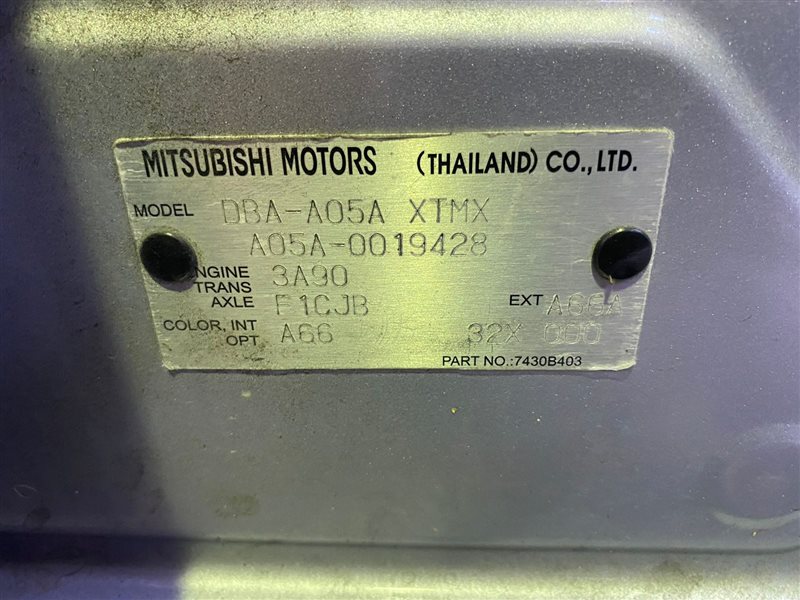 MITSUBISHI MOTORS (THAILAND) CO., LTD.
MODEL DBA-A05A XTMX
A05A-0019428
ENGINE 3A90
TRANS
AXLE F1CJB EXT A66A
COLOR, INT A66 32X 000
OPT
PART NO.:7430B403